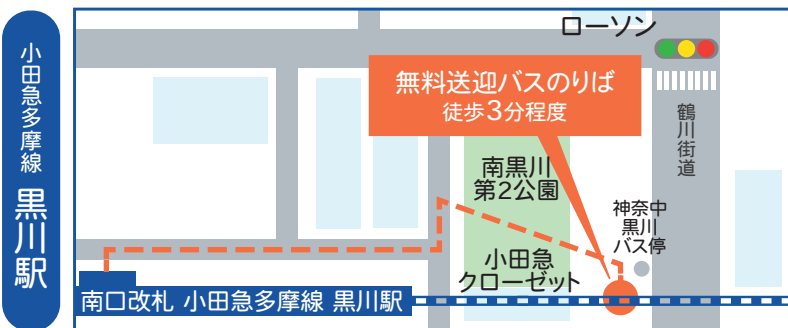 小田急多摩線 黒川駅
ローソン
無料送迎バスのりば
徒歩3分程度
鶴川街道
南黒川
第2公園
神奈中
黒川
バス停
小田急
クローゼット
南口改札 小田急多摩線 黒川駅